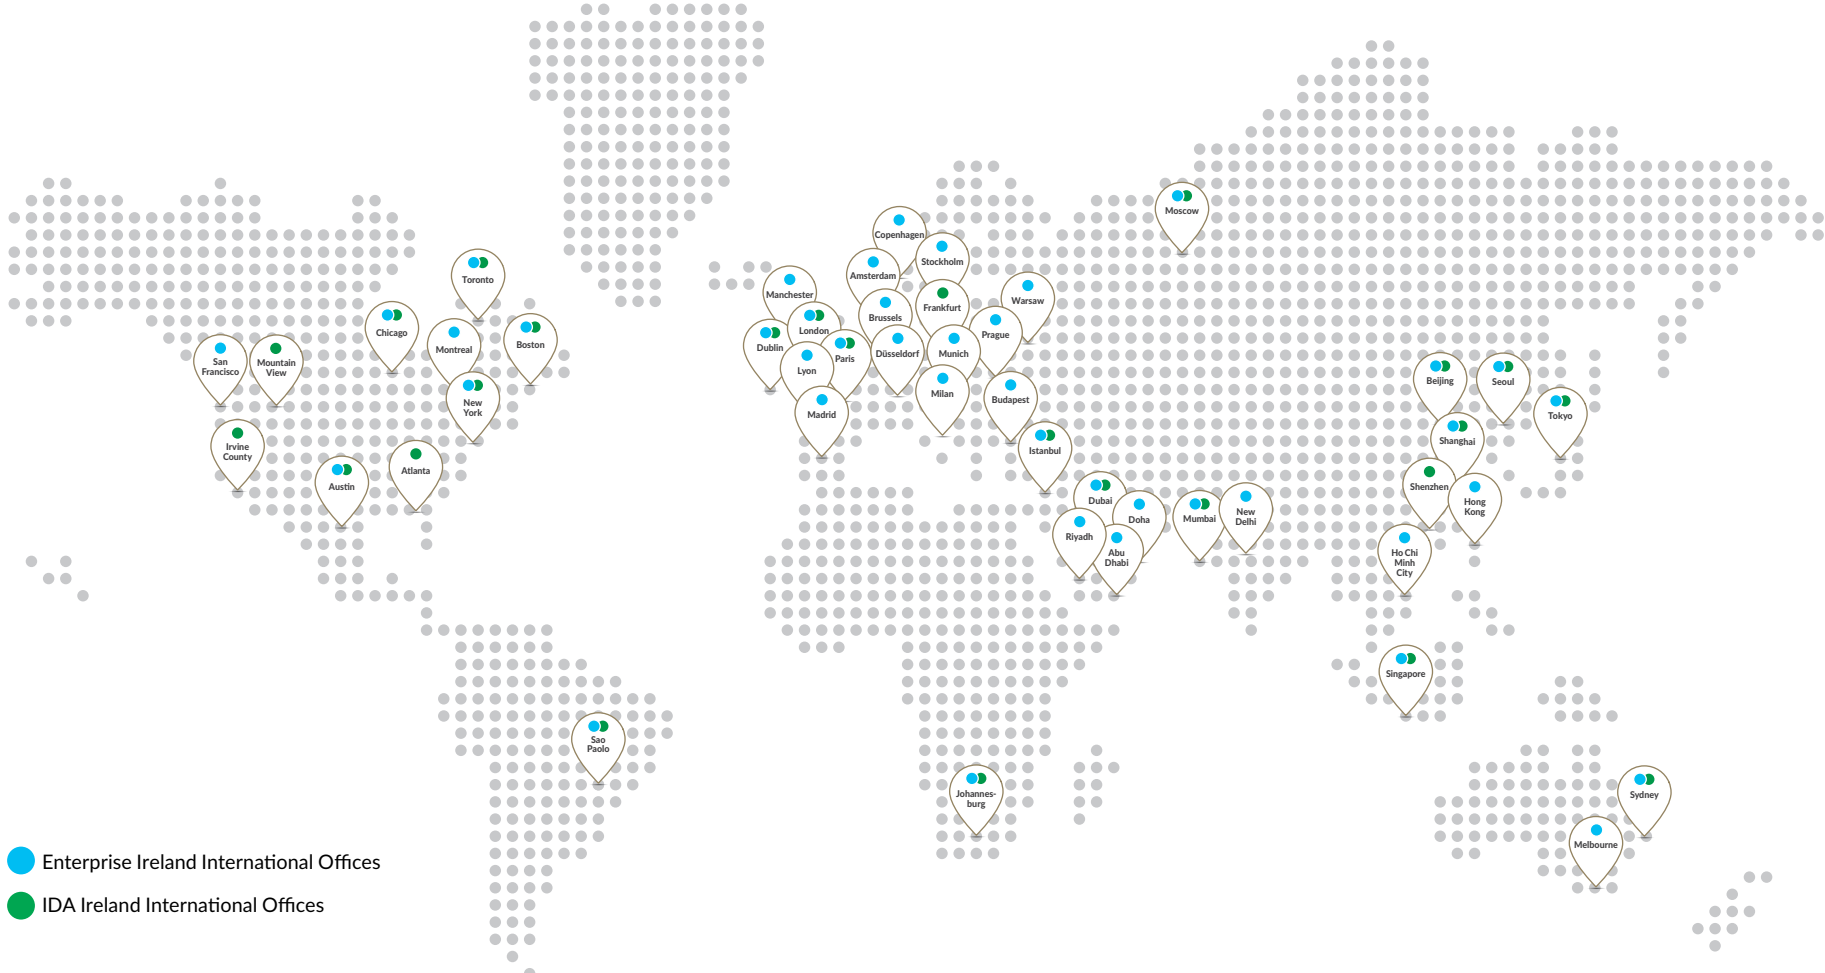 Moscow
Copenhagen
Stockholm
Amsterdam
Toronto
Manchester
Warsaw
Frankfurt
Brussels
London
Chicago
Prague
Boston
Dublin
Montreal
Paris
Düsseldorf
Munich
San
Francisco
Mountain
View
Lyon
Beijing
Seoul
Milan
Budapest
New
York
Madrid
Tokyo
Irvine
County
Shanghai
Istanbul
Atlanta
Austin
Shenzhen
Dubai
Hong
Kong
Doha
Mumbai
New
Delhi
Riyadh
Abu
Dhabi
Ho Chi
Minh
City
Singapore
Sao
Paolo
Johannes-
burg
Sydney
Melbourne
Enterprise Ireland International Offices
IDA Ireland International Offices